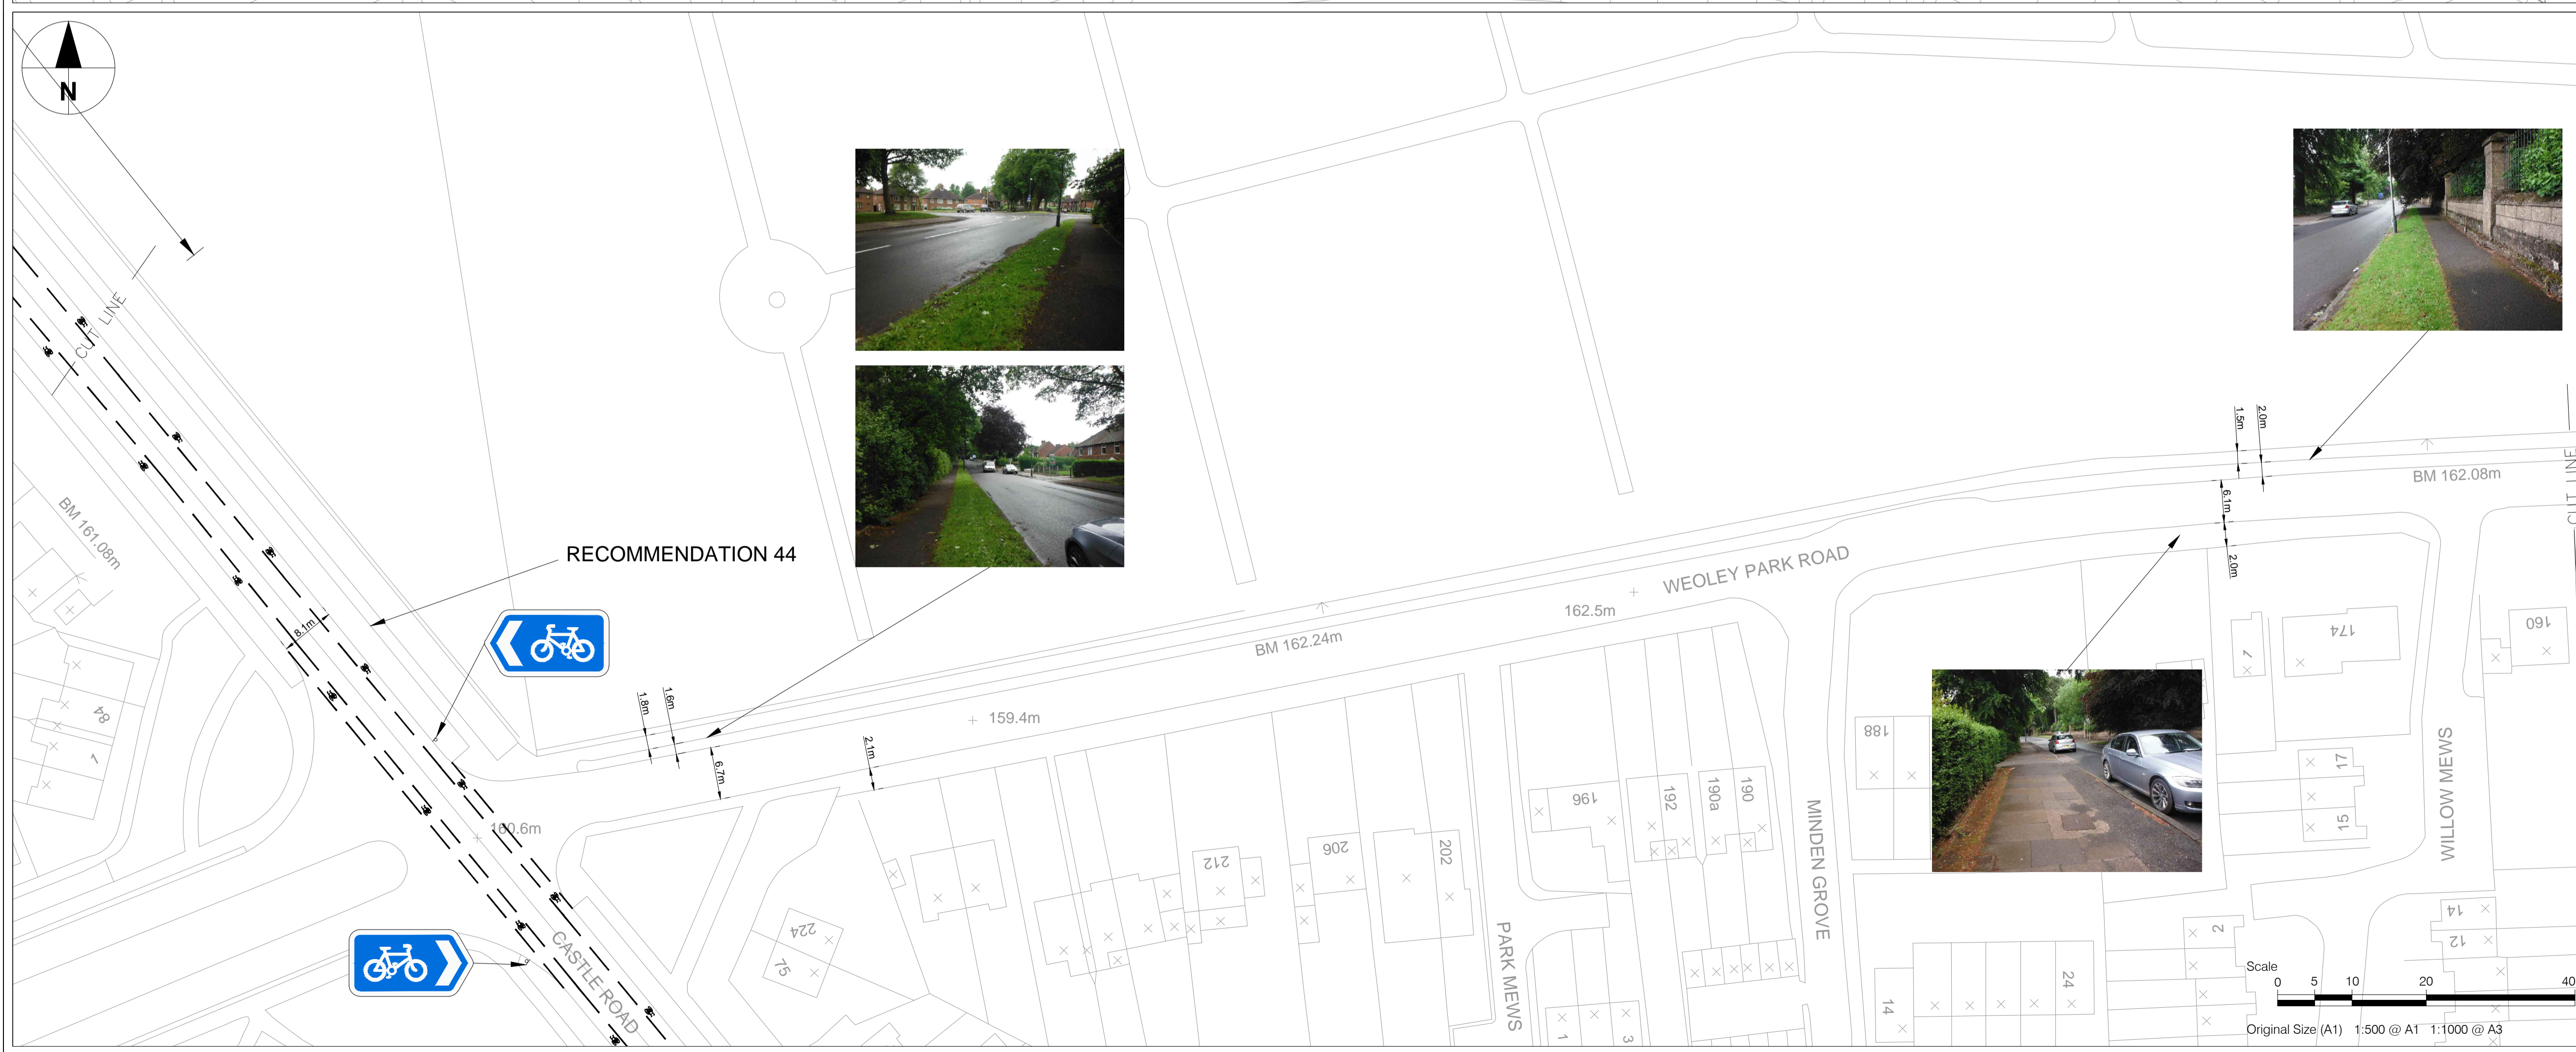 N
CUT LINE
BM 161.08m
84
1
8.1m
RECOMMENDATION 44
1.8m
1.6m
6.7m
2.1m
159.4m
160.6m
CASTLE ROAD
BM 162.24m
162.5m
WEOLEY PARK ROAD
1.5m
2.0m
6.1m
2.0m
BM 162.08m
CUT LINE
224
75
212
206
202
196
192
190a
190
188
174
160
1
17
15
PARK MEWS
MINDEN GROVE
WILLOW MEWS
1
3
14
24
2
14
12
Scale
0 5 10 20 40
Original Size (A1) 1:500 @ A1 1:1000 @ A3